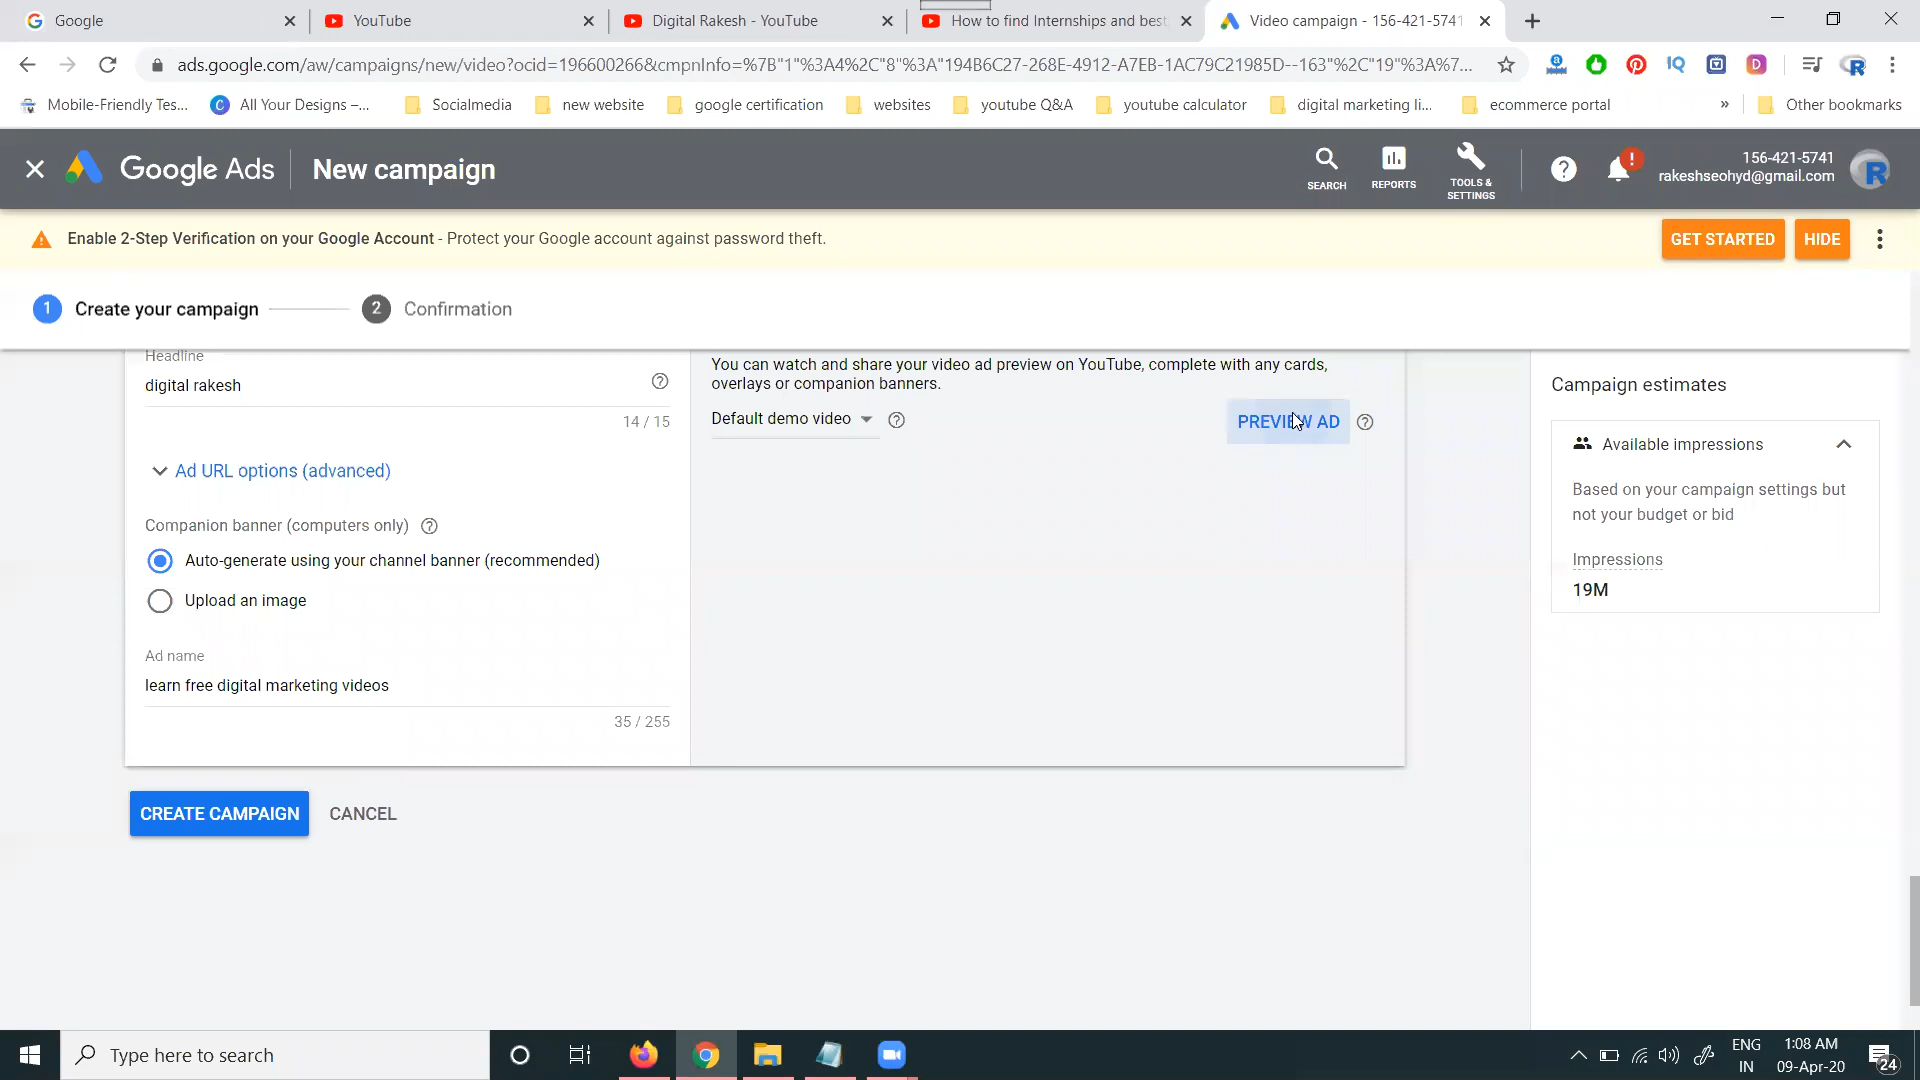 Google
YouTube
Digital Rakesh - YouTube
How to find Internships and best
Video campaign - 156-421-5741
ads.google.com/aw/campaigns/new/video?ocid=196600266&cmpnInfo=%7B"1"%3A4%2C"8"%3A"194B6C27-268E-4912-A7EB-1AC79C21985D--163"%2C"19"%3A%7...
Mobile-Friendly Tes...
All Your Designs –...
Socialmedia
new website
google certification
websites
youtube Q&A
youtube calculator
digital marketing li...
ecommerce portal
»
Other bookmarks
Google Ads
New campaign
SEARCH
REPORTS
TOOLS &
SETTINGS
156-421-5741
rakeshseohyd@gmail.com
Enable 2-Step Verification on your Google Account - Protect your Google account against password theft.
GET STARTED
HIDE
1 Create your campaign
2 Confirmation
Headline
digital rakesh
14 / 15
Ad URL options (advanced)
Companion banner (computers only)
Auto-generate using your channel banner (recommended)
Upload an image
Ad name
learn free digital marketing videos
35 / 255
You can watch and share your video ad preview on YouTube, complete with any cards,
overlays or companion banners.
Default demo video
PREVIEW AD
Campaign estimates
Available impressions
Based on your campaign settings but
not your budget or bid
Impressions
19M
CREATE CAMPAIGN
CANCEL
Type here to search
ENG
IN
1:08 AM
09-Apr-20
24